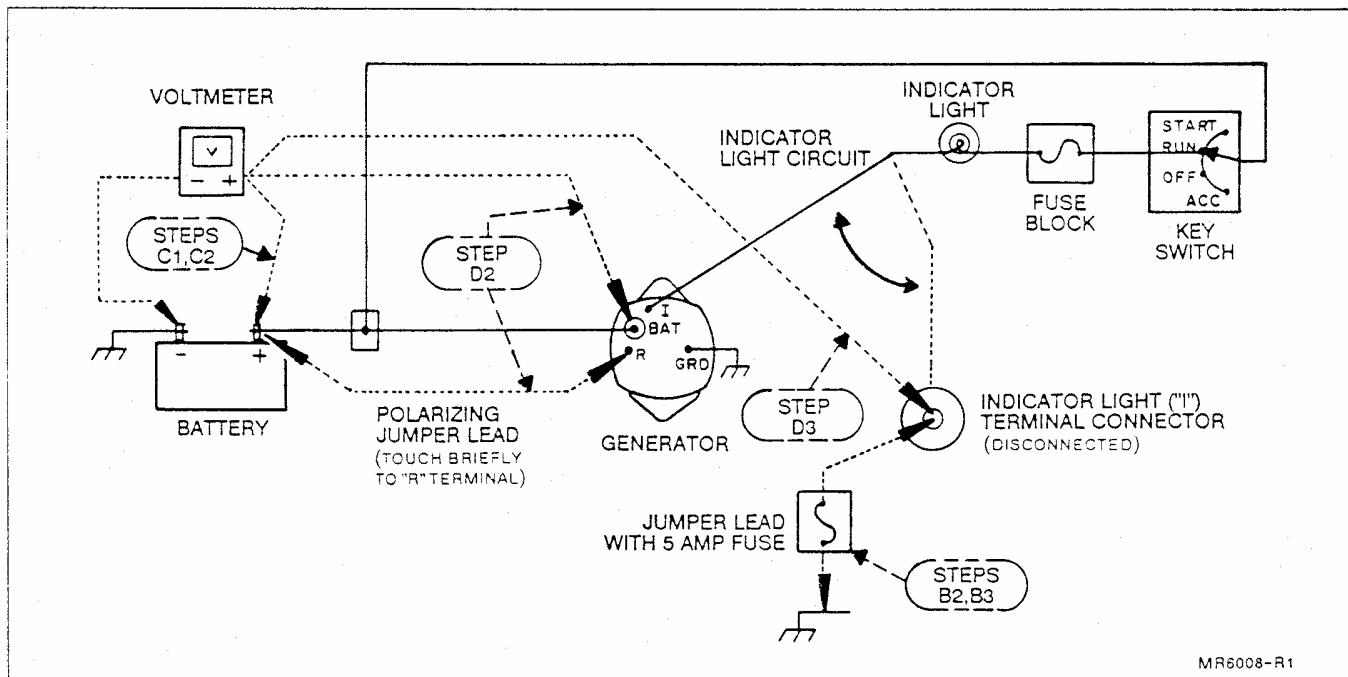 VOLTMETER
V
- +
STEPS
C1,C2
STEP
D2
INDICATOR
LIGHT CIRCUIT
INDICATOR
LIGHT
FUSE
BLOCK
START
RUN
OFF
ACC
KEY
SWITCH
- +
BATTERY
POLARIZING
JUMPER LEAD
(TOUCH BRIEFLY
TO "R" TERMINAL)
I
BAT
R
GRD
GENERATOR
STEP
D3
INDICATOR LIGHT ("I")
TERMINAL CONNECTOR
(DISCONNECTED)
JUMPER LEAD
WITH 5 AMP FUSE
STEPS
B2,B3
MR6008-R1